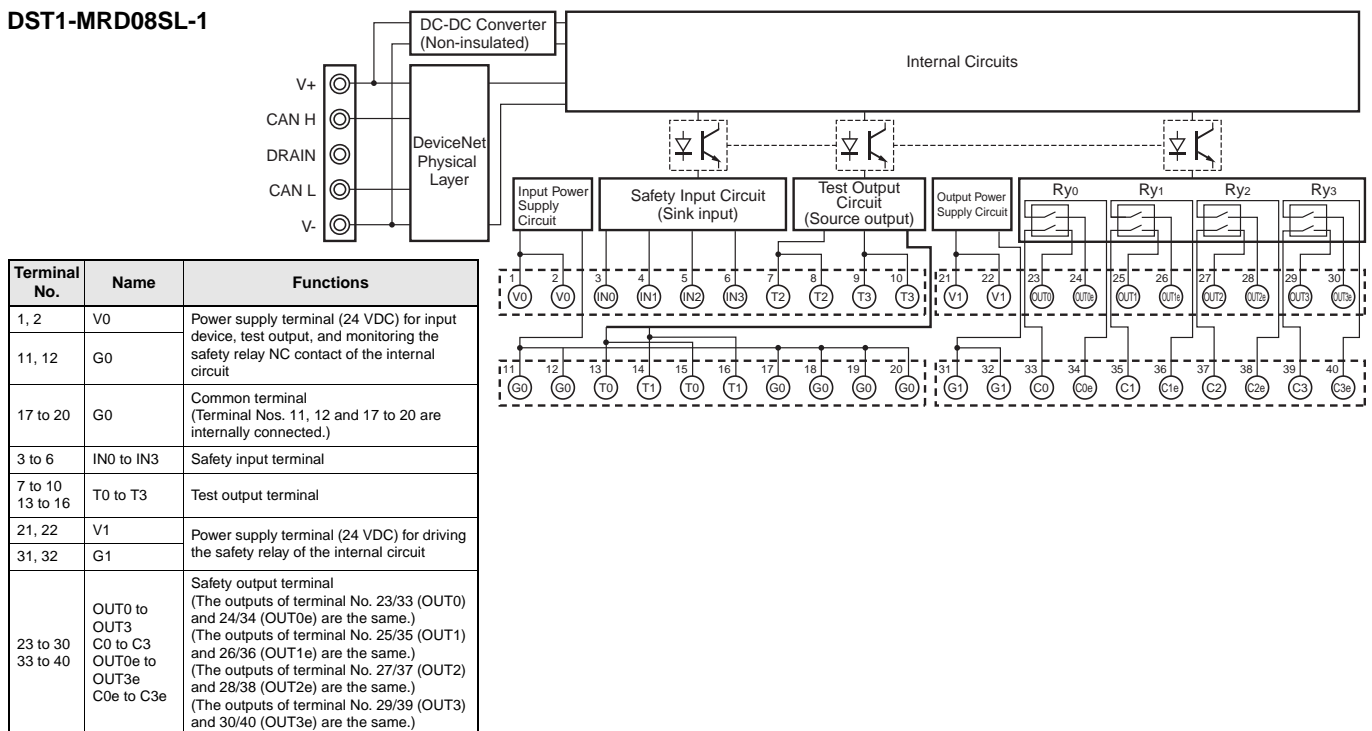 DST1-MRD08SL-1
DC-DC Converter
(Non-insulated)
Internal Circuits
V+
CAN H
DRAIN
CAN L
V-
DeviceNet
Physical
Layer
Input Power
Supply
Circuit
Safety Input Circuit
(Sink input)
Test Output
Circuit
(Source output)
Output Power
Supply Circuit
Ry0 Ry1 Ry2 Ry3
1 2 3 4 5 6 7 8 9 10 21 22 23 24 25 26 27 28 29 30
V0 V0 IN0 IN1 IN2 IN3 T2 T2 T3 T3 V1 V1 OUT0 OUT0e OUT1 OUT1e OUT2 OUT2e OUT3 OUT3e
11 12 13 14 15 16 17 18 19 20 31 32 33 34 35 36 37 38 39 40
G0 G0 T0 T1 T0 T1 G0 G0 G0 G0 G1 G1 C0 C0e C1 C1e C2 C2e C3 C3e
Terminal
No.
Name
Functions
1, 2
V0
Power supply terminal (24 VDC) for input
device, test output, and monitoring the
safety relay NC contact of the internal
circuit
11, 12
G0
17 to 20
G0
Common terminal
(Terminal Nos. 11, 12 and 17 to 20 are
internally connected.)
3 to 6
IN0 to IN3
Safety input terminal
7 to 10
13 to 16
T0 to T3
Test output terminal
21, 22
V1
Power supply terminal (24 VDC) for driving
the safety relay of the internal circuit
31, 32
G1
23 to 30
33 to 40
OUT0 to
OUT3
C0 to C3
OUT0e to
OUT3e
C0e to C3e
Safety output terminal
(The outputs of terminal No. 23/33 (OUT0)
and 24/34 (OUT0e) are the same.)
(The outputs of terminal No. 25/35 (OUT1)
and 26/36 (OUT1e) are the same.)
(The outputs of terminal No. 27/37 (OUT2)
and 28/38 (OUT2e) are the same.)
(The outputs of terminal No. 29/39 (OUT3)
and 30/40 (OUT3e) are the same.)